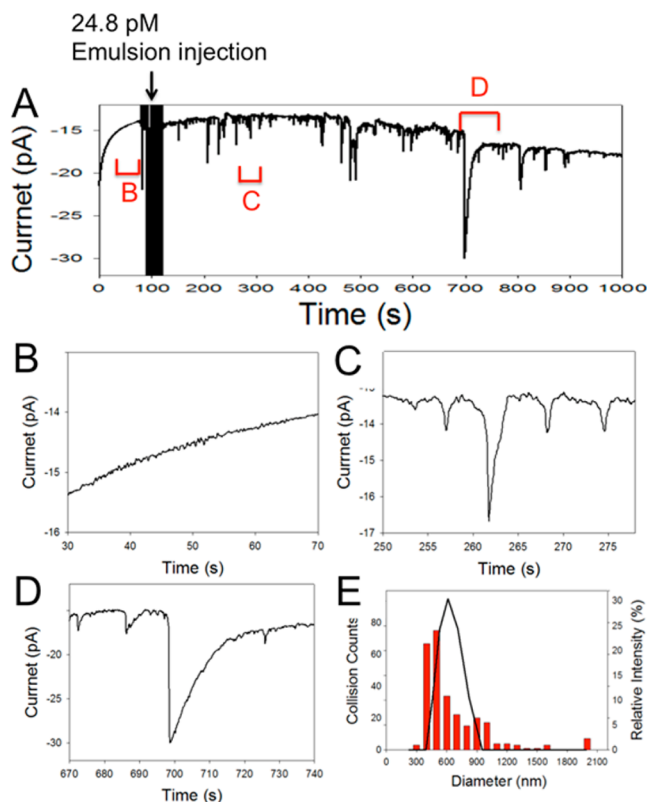 24.8 pM
Emulsion injection
A
D
B
C
Currnet (pA)
-15
-20
-25
-30
0 100 200 300 400 500 600 700 800 900 1000
Time (s)
B
Currnet (pA)
-14
-15
-16
30 40 50 60 70
Time (s)
C
Currnet (pA)
-13
-14
-15
-16
-17
250 255 260 265 270 275
Time (s)
D
Currnet (pA)
-20
-25
-30
670 680 690 700 710 720 730 740
Time (s)
E
Collision Counts
80
60
40
20
0
Relative Intensity (%)
30
25
20
15
10
5
0
0 300 600 900 1200 1500 1800 2100
Diameter (nm)